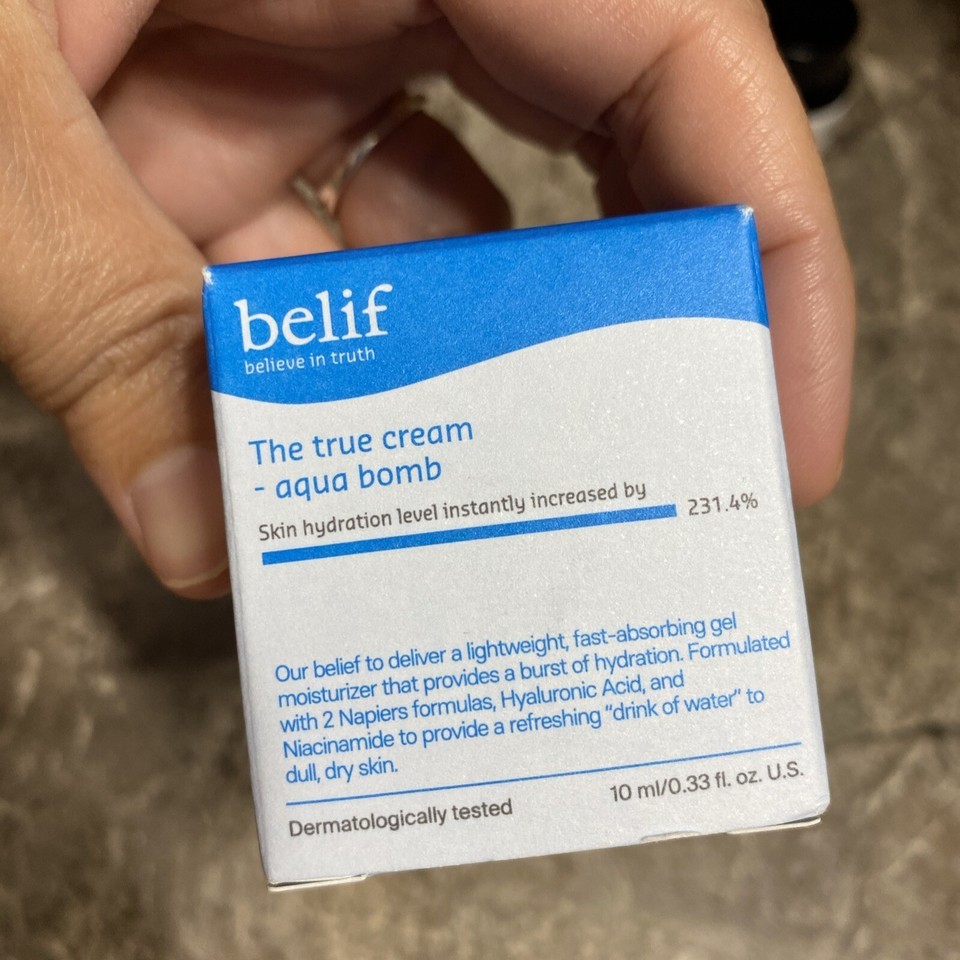 belif
believe in truth
The true cream
- aqua bomb
Skin hydration level instantly increased by
231.4%
Our belief to deliver a lightweight, fast-absorbing gel
moisturizer that provides a burst of hydration. Formulated
with 2 Napiers formulas, Hyaluronic Acid, and
Niacinamide to provide a refreshing “drink of water” to
dull, dry skin.
Dermatologically tested
10 ml/0.33 fl. oz. U.S.